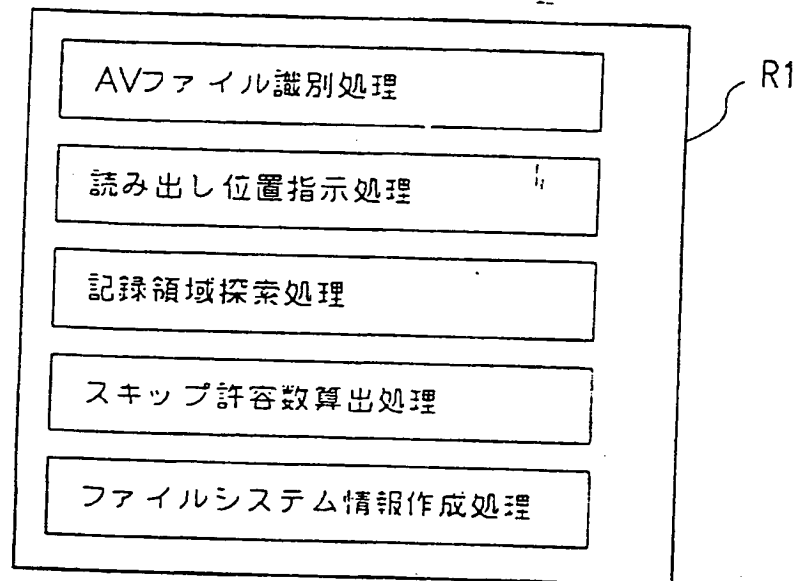 AVファイル識別処理
R1
読み出し位置指示処理
記録領域探索処理
スキップ許容数算出処理
ファイルシステム情報作成処理